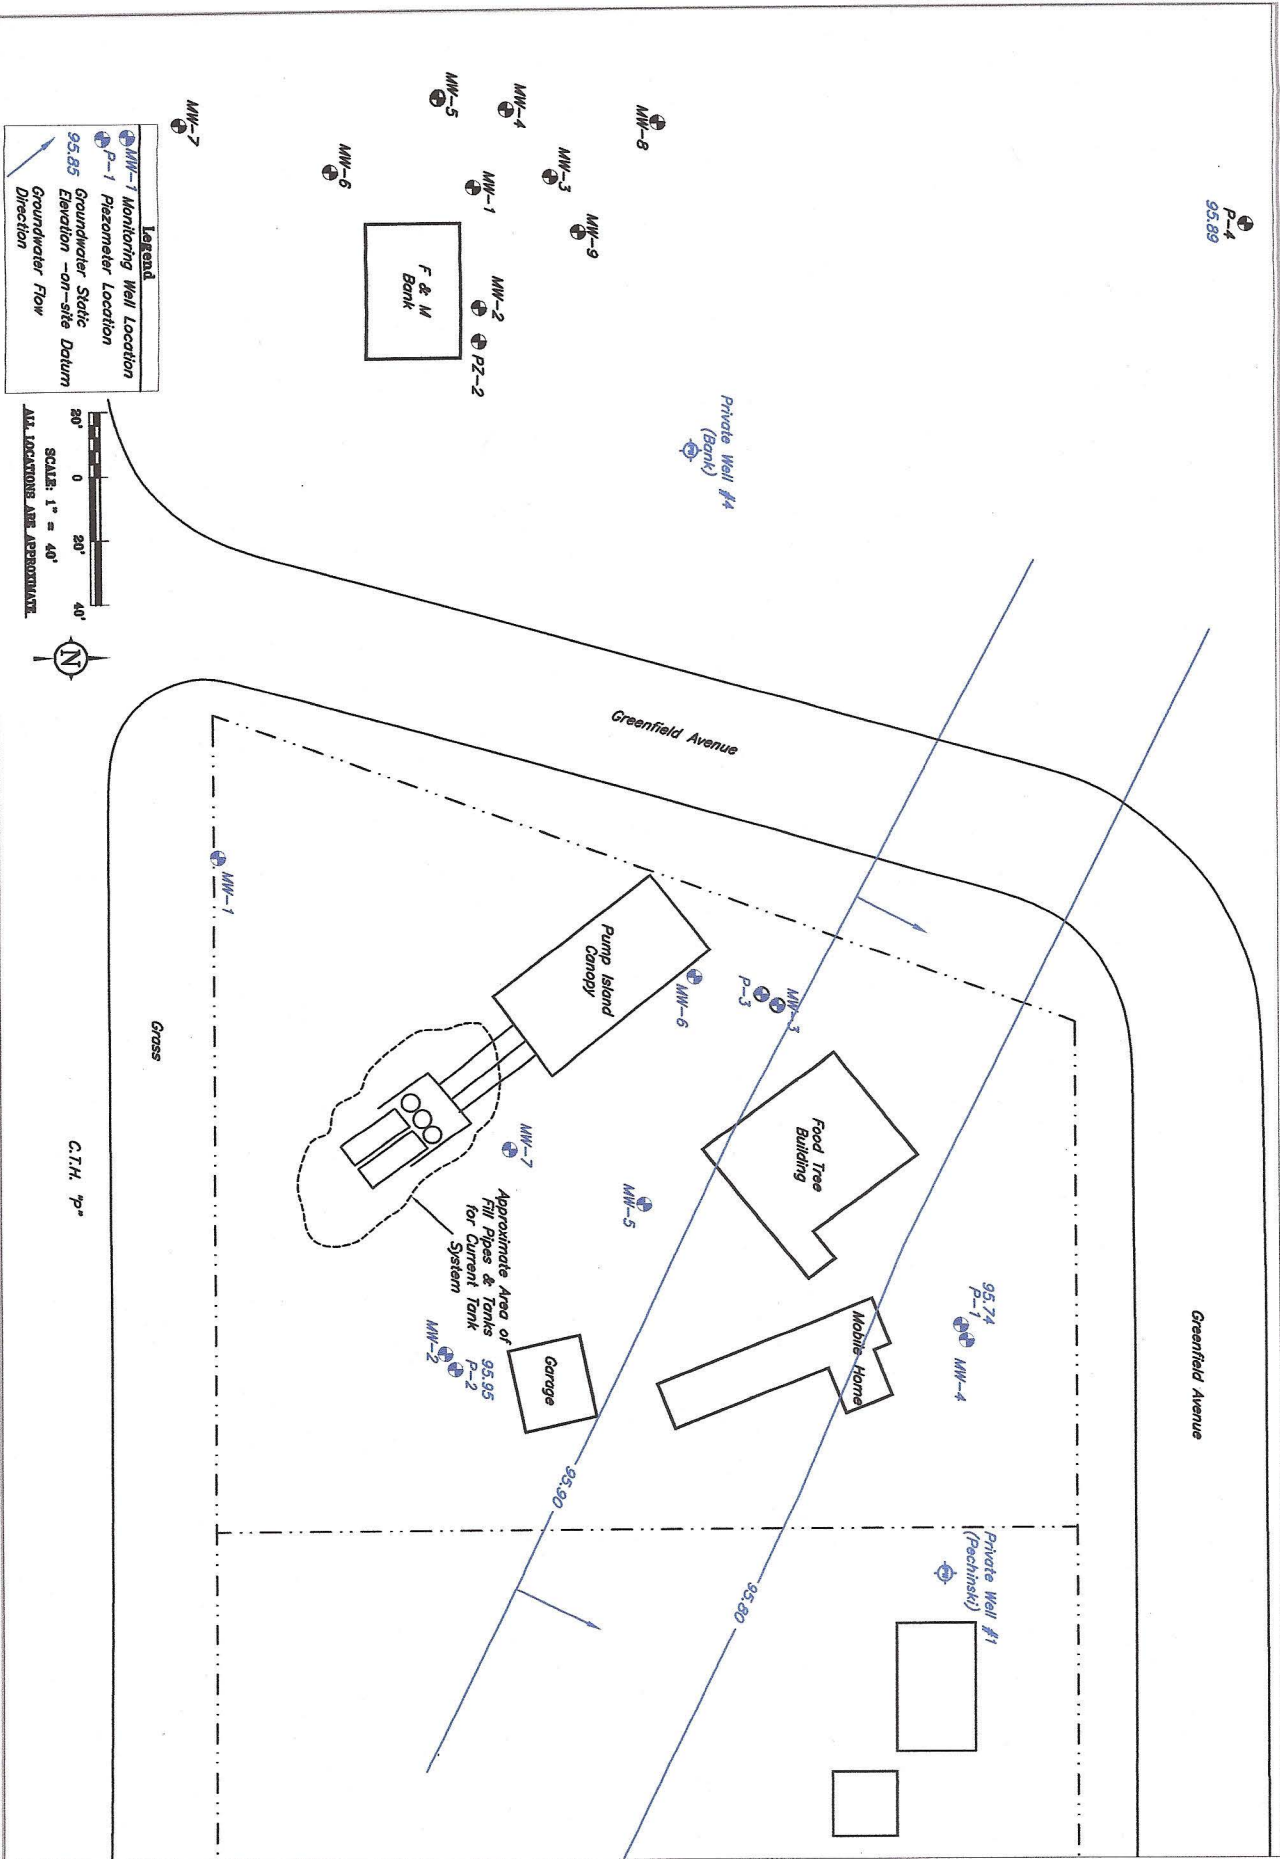 P-4
95.89
MW-8
MW-4
MW-5
MW-3
MW-9
MW-1
MW-6
MW-7
MW-2
PZ-2
F & M
Bank
Private Well #4
(Bank)
Legend
MW-1 Monitoring Well Location
P-1 Piezometer Location
95.85 Groundwater Static
Elevation -on-site Datum
Groundwater Flow
Direction
20' 0 20' 40'
SCALE: 1" = 40'
ALL LOCATIONS ARE APPROXIMATE
N
Greenfield Avenue
MW-1
Pump Island
Canopy
MW-6
P-3
MW-3
Food Tree
Building
MW-7
MW-5
Approximate Area of
Fill Pipes & Tanks
for Current Tank
System
95.95
P-2
MW-2
Garage
Mobile Home
95.74
P-1
MW-4
Greenfield Avenue
Grass
C.T.H. "P"
95.90
95.80
Private Well #1
(Pechinski)